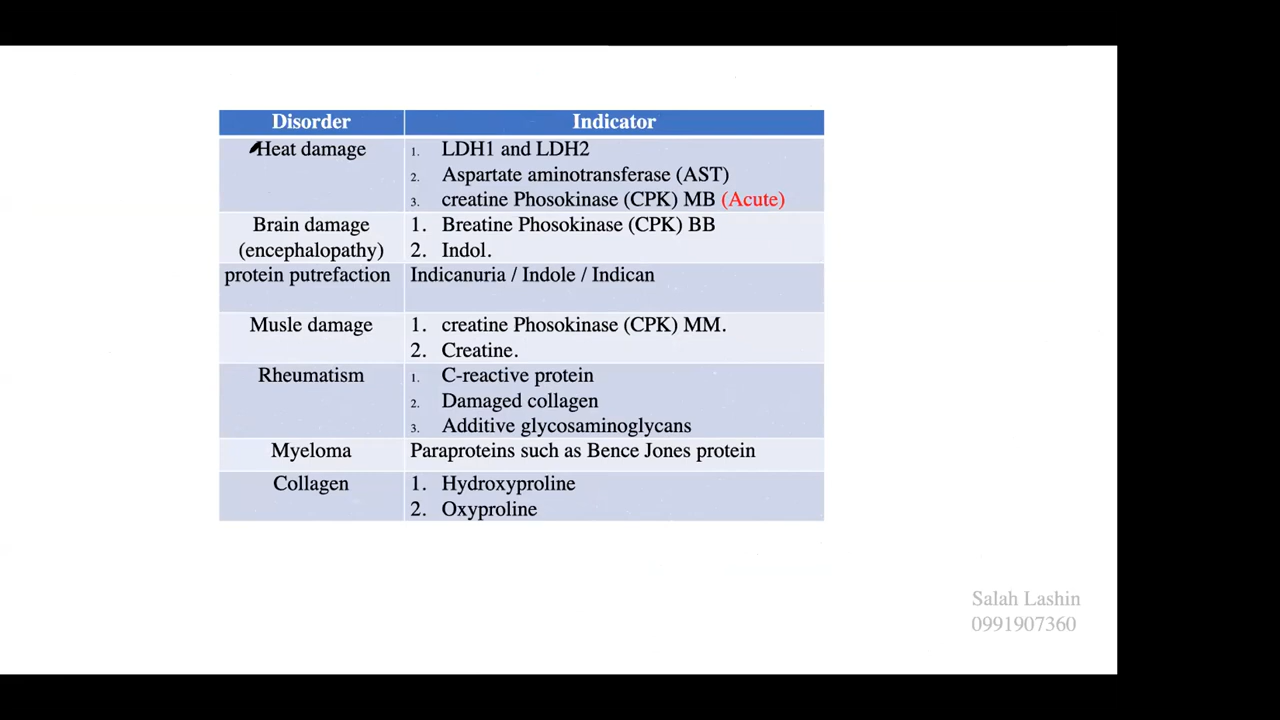 Disorder Indicator
Heat damage 1. LDH1 and LDH2
2. Aspartate aminotransferase (AST)
3. creatine Phosokinase (CPK) MB (Acute)
Brain damage 1. Breatine Phosokinase (CPK) BB
(encephalopathy) 2. Indol.
protein putrefaction Indicanuria / Indole / Indican
Musle damage 1. creatine Phosokinase (CPK) MM.
2. Creatine.
Rheumatism 1. C-reactive protein
2. Damaged collagen
3. Additive glycosaminoglycans
Myeloma Paraproteins such as Bence Jones protein
Collagen 1. Hydroxyproline
2. Oxyproline
Salah Lashin
0991907360